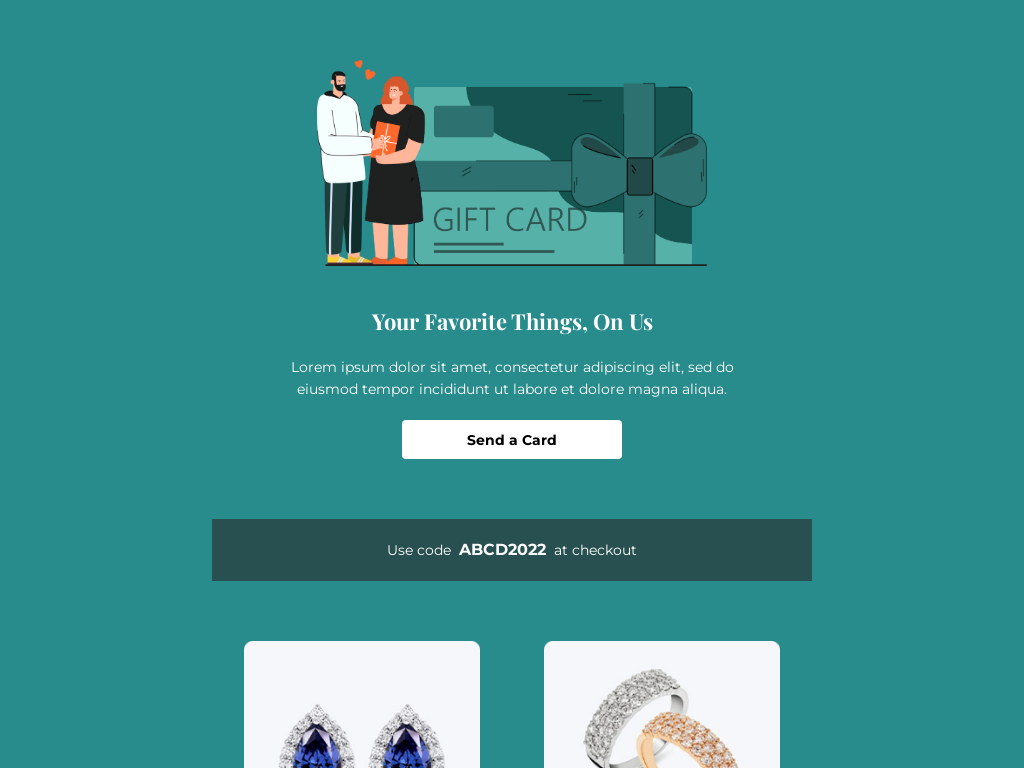 GIFT CARD
Your Favorite Things, On Us
Lorem ipsum dolor sit amet, consectetur adipiscing elit, sed do
eiusmod tempor incididunt ut labore et dolore magna aliqua.
Send a Card
Use code ABCD2022 at checkout